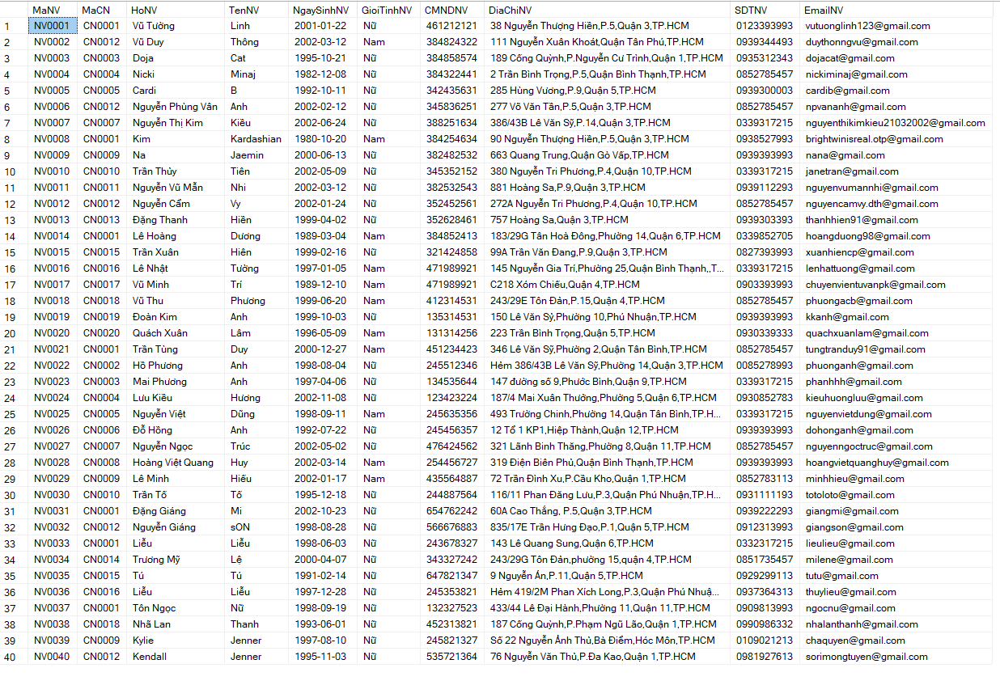 MaNV MaCN HoNV TenNV NgaySinhNV GioiTinhNV CMNDNV DiaChiNV SDTNV EmailNV
1 NV0001 CN0001 Vũ Tường Linh 2001-01-22 Nữ 461212121 38 Nguyễn Thượng Hiền,P.5,Quận 3,TP.HCM 0123393993 vutuonglinh123@gmail.com
2 NV0002 CN0012 Vũ Duy Thông 2002-03-12 Nam 384824322 111 Nguyễn Xuân Khoát,Quận Tân Phú,TP.HCM 0939344493 duythonngvu@gmail.com
3 NV0003 CN0003 Doja Cat 1995-10-21 Nữ 384858574 189 Cống Quỳnh,P.Nguyễn Cư Trinh,Quận 1,TP.HCM 0935312343 dojacat@gmail.com
4 NV0004 CN0004 Nicki Minaj 1982-12-08 Nữ 384322441 2 Trần Bình Trọng,P.5,Quận Bình Thạnh,TP.HCM 0852785457 nickiminaj@gmail.com
5 NV0005 CN0005 Cardi B 1992-10-11 Nữ 342435631 285 Hùng Vương,P.9,Quận 5,TP.HCM 0939300003 cardib@gmail.com
6 NV0006 CN0012 Nguyễn Phùng Vân Anh 2002-02-12 Nữ 345836251 277 Võ Văn Tần,P.5,Quận 3,TP.HCM 0852785457 npvananh@gmail.com
7 NV0007 CN0007 Nguyễn Thị Kim Kiều 2002-06-24 Nữ 388251634 386/43B Lê Văn Sỹ,P.14,Quận 3,TP.HCM 0339317215 nguyenthikimkieu21032002@gmail.com
8 NV0008 CN0001 Kim Kardashian 1980-10-20 Nam 384254634 90 Nguyễn Thượng Hiền,P.5,Quận 3,TP.HCM 0938527993 brightwinisreal.otp@gmail.com
9 NV0009 CN0009 Na Jaemin 2000-06-13 Nữ 382482532 663 Quang Trung,Quận Gò Vấp,TP.HCM 0939393993 nana@gmail.com
10 NV0010 CN0010 Trần Thủy Tiên 2002-05-09 Nữ 345352152 380 Nguyễn Tri Phương,P.4,Quận 10,TP.HCM 0339317215 janetran@gmail.com
11 NV0011 CN0011 Nguyễn Vũ Mẫn Nhi 2002-03-12 Nữ 382532543 881 Hoàng Sa,P.9,Quận 3,TP.HCM 0939112293 nguyenvumannhi@gmail.com
12 NV0012 CN0012 Nguyễn Cẩm Vy 2002-01-24 Nữ 352452561 272A Nguyễn Tri Phương,P.4,Quận 10,TP.HCM 0852785457 nguyencamvy.dth@gmail.com
13 NV0013 CN0013 Đặng Thanh Hiền 1999-04-02 Nữ 352628461 757 Hoàng Sa,Quận 3,TP.HCM 0939303393 thanhhien91@gmail.com
14 NV0014 CN0001 Lê Hoàng Dương 1989-03-04 Nam 384852413 183/29G Tân Hoà Đông,Phường 14,Quận 6,TP.HCM 0339852705 hoangduong98@gmail.com
15 NV0015 CN0015 Trần Xuân Hiên 1999-02-16 Nữ 321424858 99A Trần Văn Đang,P.9,Quận 3,TP.HCM 0827393993 xuanhiencp@gmail.com
16 NV0016 CN0016 Lê Nhật Tường 1997-01-05 Nam 471989921 145 Nguyễn Gia Trí,Phường 25,Quận Bình Thạnh,,T... 0339317215 lenhattuong@gmail.com
17 NV0017 CN0017 Vũ Minh Trí 1989-12-10 Nam 471989921 C218 Xóm Chiếu,Quận 4,TP.HCM 0903393993 chuyenvientuvanpk@gmail.com
18 NV0018 CN0018 Vũ Thu Phương 1999-06-20 Nam 412314531 243/29E Tôn Đản,P.15,Quận 4,TP.HCM 0852785457 phuongacb@gmail.com
19 NV0019 CN0019 Đoàn Kim Anh 1999-10-03 Nữ 135314531 150 Lê Văn Sỹ,Phường 10,Phú Nhuận,TP.HCM 0939393993 kkanh@gmail.com
20 NV0020 CN0020 Quách Xuân Lâm 1996-05-09 Nam 131314256 223 Trần Bình Trọng,Quận 5,TP.HCM 0930339333 quachxuanlam@gmail.com
21 NV0021 CN0001 Trần Tùng Duy 2000-12-27 Nam 451234423 346 Lê Văn Sỹ,Phường 2,Quận Tân Bình,TP.HCM 0852785457 tungtranduy91@gmail.com
22 NV0022 CN0002 Hồ Phương Anh 1998-08-04 Nữ 245512346 Hẻm 386/43B Lê Văn Sỹ,Phường 14,Quận 3,TP.HCM 0085278993 phuonganh@gmail.com
23 NV0023 CN0003 Mai Phương Anh 1997-04-06 Nữ 134535644 147 đường số 9,Phước Bình,Quận 9,TP.HCM 0339317215 phanhhh@gmail.com
24 NV0024 CN0004 Lưu Kiều Hương 2002-11-08 Nữ 123423224 187/4 Mai Xuân Thưởng,Phường 5,Quận 6,TP.HCM 0930852783 kieuhuongluu@gmail.com
25 NV0025 CN0005 Nguyễn Việt Dũng 1998-09-11 Nam 245635356 493 Trường Chinh,Phường 14,Quận Tân Bình,TP.H... 0339317215 nguyenvietdung@gmail.com
26 NV0026 CN0006 Đỗ Hồng Anh 1992-07-22 Nữ 245456357 12 Tổ 1 KP1,Hiệp Thành,Quận 12,TP.HCM 0939393993 dohonganh@gmail.com
27 NV0027 CN0007 Nguyễn Ngọc Trúc 2002-05-02 Nữ 476424562 321 Lãnh Binh Thăng,Phường 8,Quận 11,TP.HCM 0852785457 nguyenngoctruc@gmail.com
28 NV0028 CN0008 Hoàng Việt Quang Huy 2002-03-14 Nam 254456727 319 Điện Biên Phủ,Quận Bình Thạnh,TP.HCM 0939393993 hoangvietquanghuy@gmail.com
29 NV0029 CN0009 Lê Minh Hiếu 2002-01-17 Nam 435564887 72 Trần Đình Xu,P.Cầu Kho,Quận 1,TP.HCM 0852783113 minhhieu@gmail.com
30 NV0030 CN0010 Trần Tố Tố 1995-12-18 Nữ 244887564 116/11 Phan Đăng Lưu,P.3,Quận Phú Nhuận,TP.H... 0931111193 totoloto@gmail.com
31 NV0031 CN0001 Đặng Giáng Mi 2002-10-23 Nữ 654762242 60A Cao Thắng, P.5,Quận 3,TP.HCM 0939222293 giangmi@gmail.com
32 NV0032 CN0012 Nguyễn Giáng sON 1998-08-28 Nữ 566676883 835/17E Trần Hưng Đạo,P.1,Quận 5,TP.HCM 0912313993 giangson@gmail.com
33 NV0033 CN0001 Liễu Liễu 1998-06-03 Nữ 243678327 143 Lê Quang Sung,Quận 6,TP.HCM 0332317215 lieulieu@gmail.com
34 NV0034 CN0014 Trương Mỹ Lệ 2000-04-07 Nữ 343327242 243/29G Tôn Đản,phường 15,quận 4,TP.HCM 0851735457 milene@gmail.com
35 NV0035 CN0015 Tú Tú 1991-02-14 Nữ 647821347 9 Nguyễn Án,P.11,Quận 5,TP.HCM 0929299113 tutu@gmail.com
36 NV0036 CN0016 Liễu Liễu 1997-12-28 Nữ 245353821 Hẻm 419/2M Phan Xích Long,P.3,Quận Phú Nhuậ... 0937364313 thuylieu@gmail.com
37 NV0037 CN0001 Tôn Ngọc Nữ 1998-09-19 Nữ 132327523 433/44 Lê Đại Hành,Phường 11,Quận 11,TP.HCM 0909813993 ngocnu@gmail.com
38 NV0038 CN0018 Nhã Lan Thanh 1993-06-01 Nữ 452313821 187 Cống Quỳnh,P.Phạm Ngũ Lão,Quận 1,TP.HCM 0990986332 nhalanthanh@gmail.com
39 NV0039 CN0009 Kylie Jenner 1997-08-10 Nữ 245821327 Số 22 Nguyễn Ảnh Thủ,Bà Điểm,Hóc Môn,TP.HCM 0109021213 chaquyen@gmail.com
40 NV0040 CN0012 Kendall Jenner 1995-11-03 Nữ 535721364 76 Nguyễn Văn Thủ,P.Đa Kao,Quận 1,TP.HCM 0981927613 sorimongtuyen@gmail.com